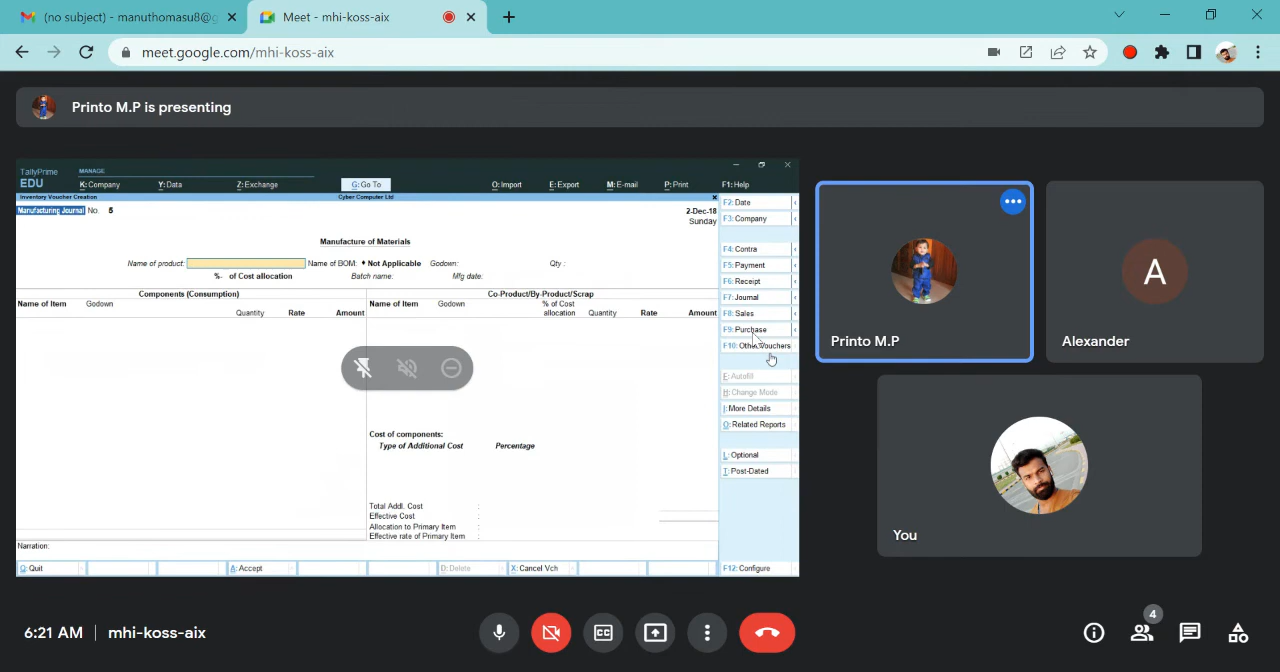 (no subject) - manuthomasu8@g
Meet - mhi-koss-aix
meet.google.com/mhi-koss-aix
Printo M.P is presenting
TallyPrime
EDU
MANAGE
K:Company Y:Data Z:Exchange G:Go To O:Import E:Export M:E-mail P:Print F1:Help
Inventory Voucher Creation Cyber Computer Ltd
Manufacturing Journal No. 5
2-Dec-18
Sunday
Manufacture of Materials
Name of product: Name of BOM: ♦ Not Applicable Godown: Qty :
%- of Cost allocation Batch name: Mfg date:
Components (Consumption) Co-Product/By-Product/Scrap
Name of Item Godown Name of Item Godown % of Cost
Quantity Rate Amount allocation Quantity Rate Amount
Cost of components:
Type of Additional Cost Percentage
Total Addl. Cost :
Effective Cost :
Allocation to Primary Item :
Effective rate of Primary Item :
Narration:
Q: Quit A: Accept D: Delete X: Cancel Vch F12: Configure
F2: Date
F3: Company
F4: Contra
F5: Payment
F6: Receipt
F7: Journal
F8: Sales
F9: Purchase
F10: Other Vouchers
F: Autofill
H: Change Mode
I: More Details
O: Related Reports
L: Optional
T: Post-Dated
Printo M.P
A
Alexander
You
6:21 AM | mhi-koss-aix
4